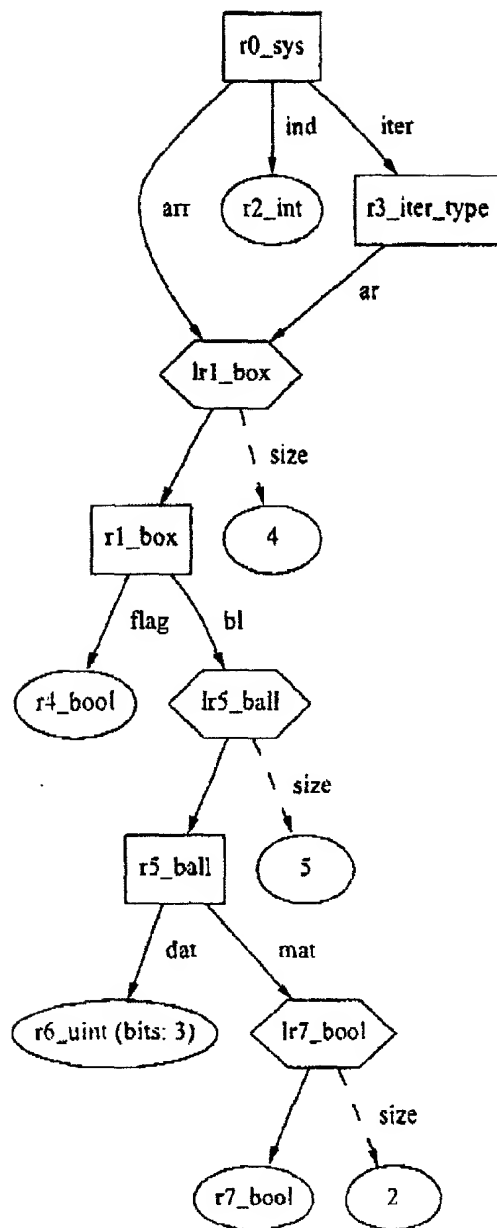 r0_sys
ind
iter
arr
r2_int
r3_iter_type
ar
lr1_box
size
r1_box
4
flag
bl
r4_bool
lr5_ball
size
r5_ball
5
dat
mat
r6_uint (bits: 3)
lr7_bool
size
r7_bool
2